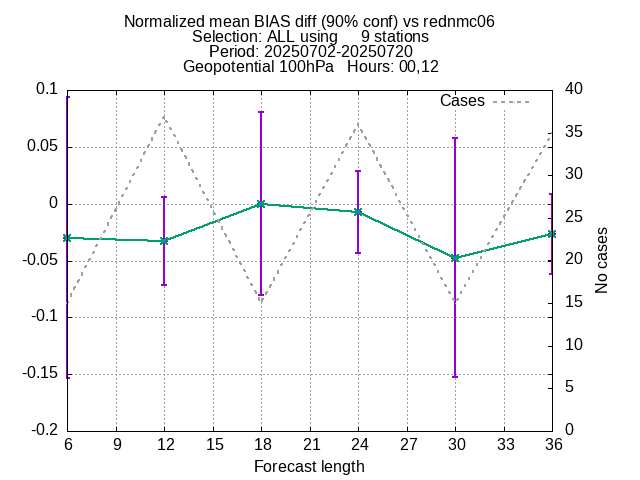 Normalized mean BIAS diff (90% conf) vs rednmc06
Selection: ALL using     9 stations
Period: 20250702-20250720
Geopotential 100hPa   Hours: 00,12
Cases
0.1
0.05
0
-0.05
-0.1
-0.15
-0.2
40
35
30
25
20
15
10
5
0
No cases
6 9 12 15 18 21 24 27 30 33 36
Forecast length